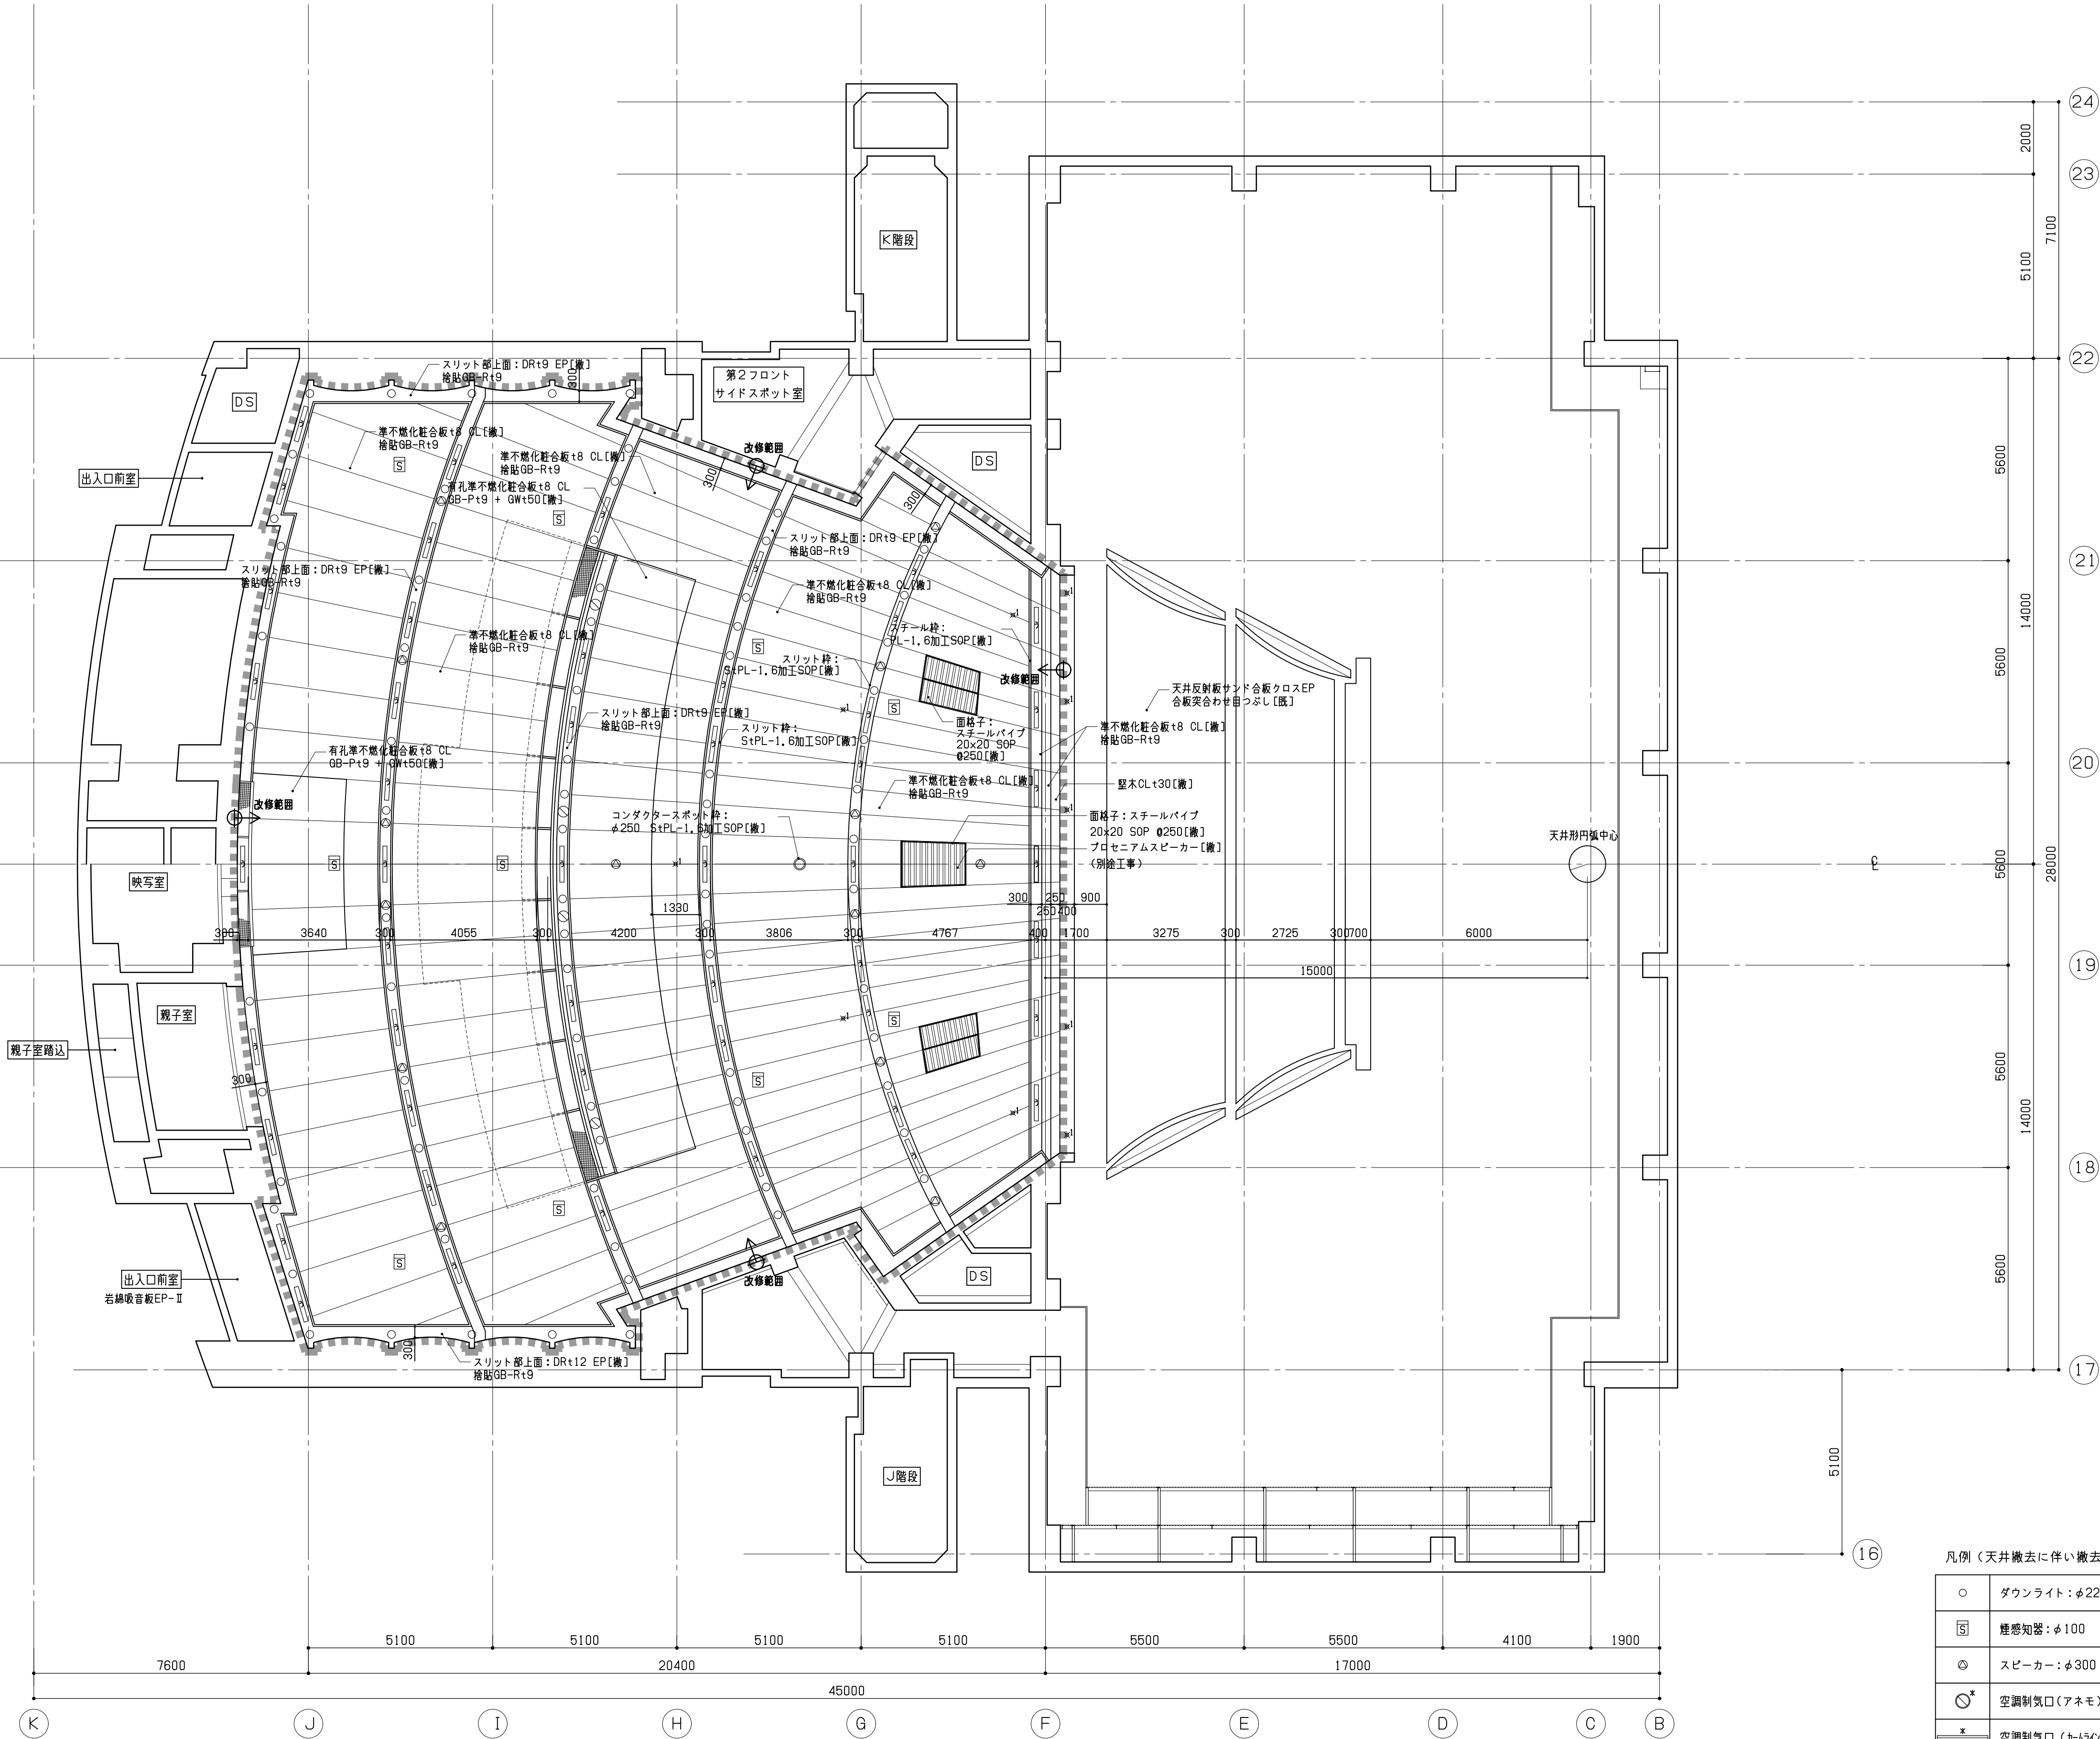 24
2000
23
7100
5100
K階段
22
スリット部上面：DRt9 EP[撤]
捨貼GB-Rt9
300
第2フロント
サイドスポット室
DS
準不燃化粧合板t8 CL[撤]
捨貼GB-Rt9
改修範囲
準不燃化粧合板t8 CL[撤]
捨貼GB-Rt9
S
300
DS
5600
出入口前室
有孔準不燃化粧合板t8 CL
GB-Pt9 + GWt50[撤]
300
S
スリット部上面：DRt9 EP[撤]
捨貼GB-Rt9
21
スリット部上面：DRt9 EP[撤]
捨貼GB-Rt9
準不燃化粧合板t8 CL[撤]
捨貼GB-Rt9
14000
スチール枠：
PL-1.6加工SOP[撤]
準不燃化粧合板t8 CL[撤]
捨貼GB-Rt9
S
スリット枠：
StPL-1.6加工SOP[撤]
5600
改修範囲
天井反射板サンド合板クロスEP
合板突合わせ目つぶし[既]
スリット部上面：DRt9 EP[撤]
捨貼GB-Rt9
S
面格子：
スチールパイプ
20x20 SOP
@250[撤]
スリット枠：
StPL-1.6加工SOP[撤]
準不燃化粧合板t8 CL[撤]
捨貼GB-Rt9
有孔準不燃化粧合板t8 CL
GB-Pt9 + GWt50[撤]
20
準不燃化粧合板t8 CL[撤]
捨貼GB-Rt9
堅木CLt30[撤]
改修範囲
コンダクタースポット枠：
φ250 StPL-1.6加工SOP[撤]
面格子：スチールパイプ
20x20 SOP @250[撤]
プロセニアムスピーカー[撤]
（別途工事）
天井形円弧中心
S
S
5600
28000
映写室
1330
300 250 900
250 400
300 3640 300 4055 300 4200 300 3806 300 4767 400 1700 3275 300 2725 300 700 6000
19
15000
親子室
S
親子室踏込
300
S
5600
14000
18
S
S
出入口前室
岩綿吸音板EP-Ⅱ
改修範囲
DS
5600
300
スリット部上面：DRt12 EP[撤]
捨貼GB-Rt9
17
5100
J階段
16
凡例（天井撤去に伴い撤去
ダウンライト：φ22
S 煙感知器：φ100
スピーカー：φ300
* 空調制気口（アネモ）
* 空調制気口
5100 5100 5100 5100 5500 5500 4100 1900
7600 20400 17000
45000
K J I H G F E D C B